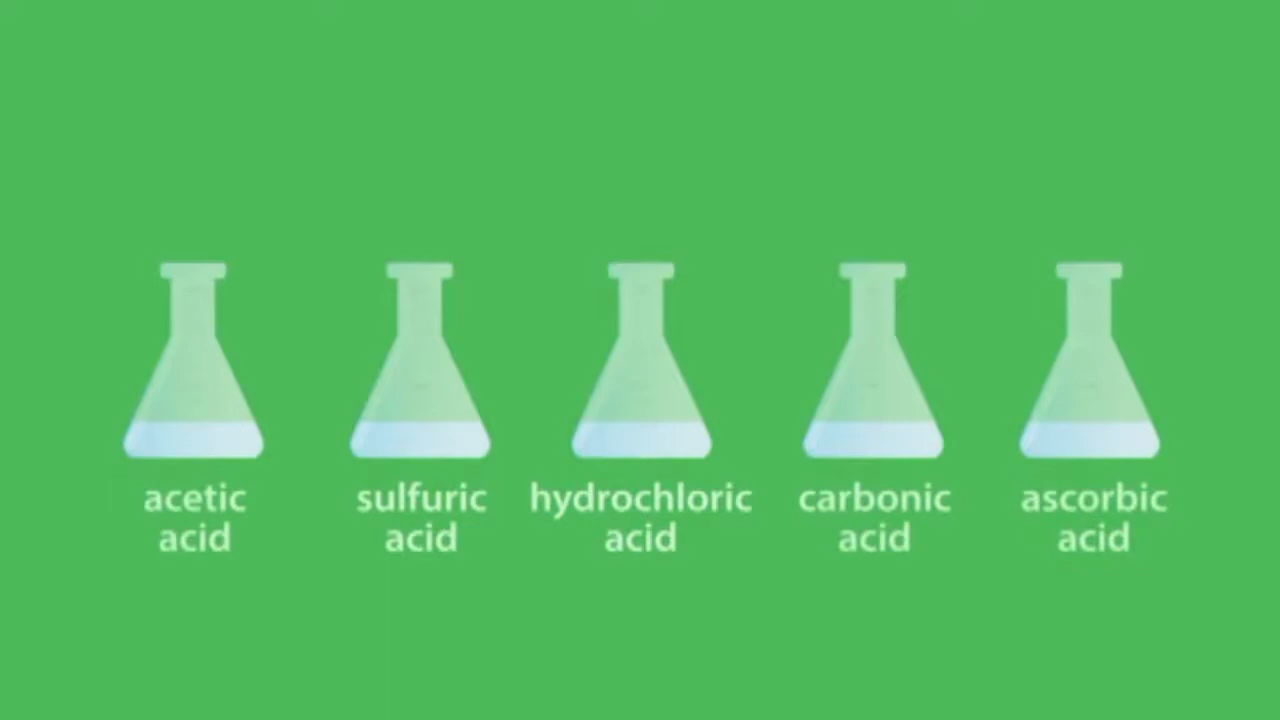 acetic
acid
sulfuric
acid
hydrochloric
acid
carbonic
acid
ascorbic
acid